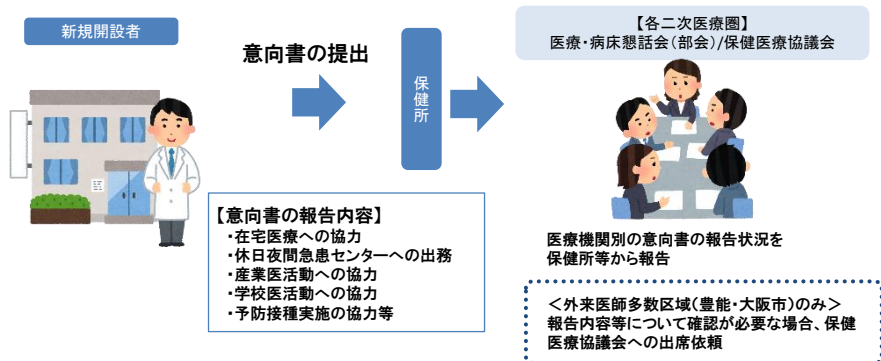 新規開設者
意向書の提出
保健所
【各二次医療圏】
医療・病床懇話会(部会)/保健医療協議会
【意向書の報告内容】
・在宅医療への協力
・休日夜間急患センターへの出務
・産業医活動への協力
・学校医活動への協力
・予防接種実施の協力等
医療機関別の意向書の報告状況を
保健所等から報告
<外来医師多数区域(豊能・大阪市)のみ>
報告内容等について確認が必要な場合、保健
医療協議会への出席依頼